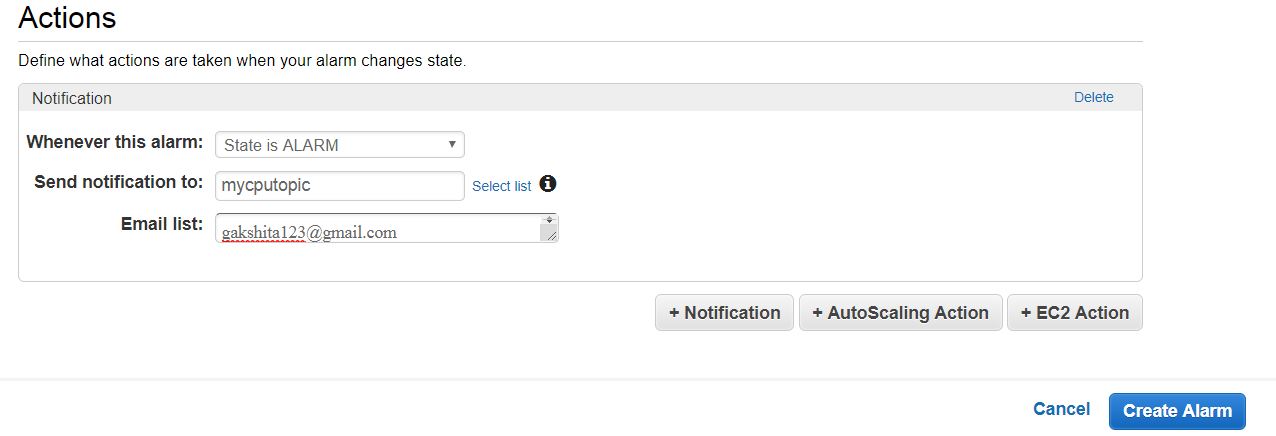 Actions
Define what actions are taken when your alarm changes state.
Notification Delete
Whenever this alarm: State is ALARM
Send notification to: mycputopic Select list
Email list: gakshita123@gmail.com
+ Notification + AutoScaling Action + EC2 Action
Cancel Create Alarm